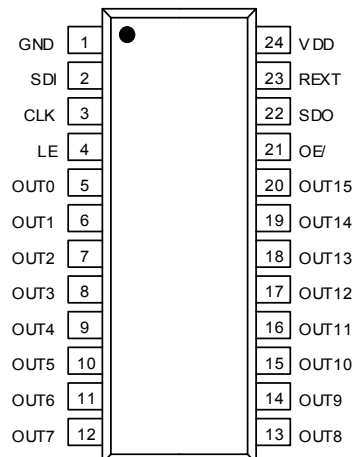 GND 1 24 VDD
SDI 2 23 REXT
CLK 3 22 SDO
LE 4 21 OE/
OUT0 5 20 OUT15
OUT1 6 19 OUT14
OUT2 7 18 OUT13
OUT3 8 17 OUT12
OUT4 9 16 OUT11
OUT5 10 15 OUT10
OUT6 11 14 OUT9
OUT7 12 13 OUT8